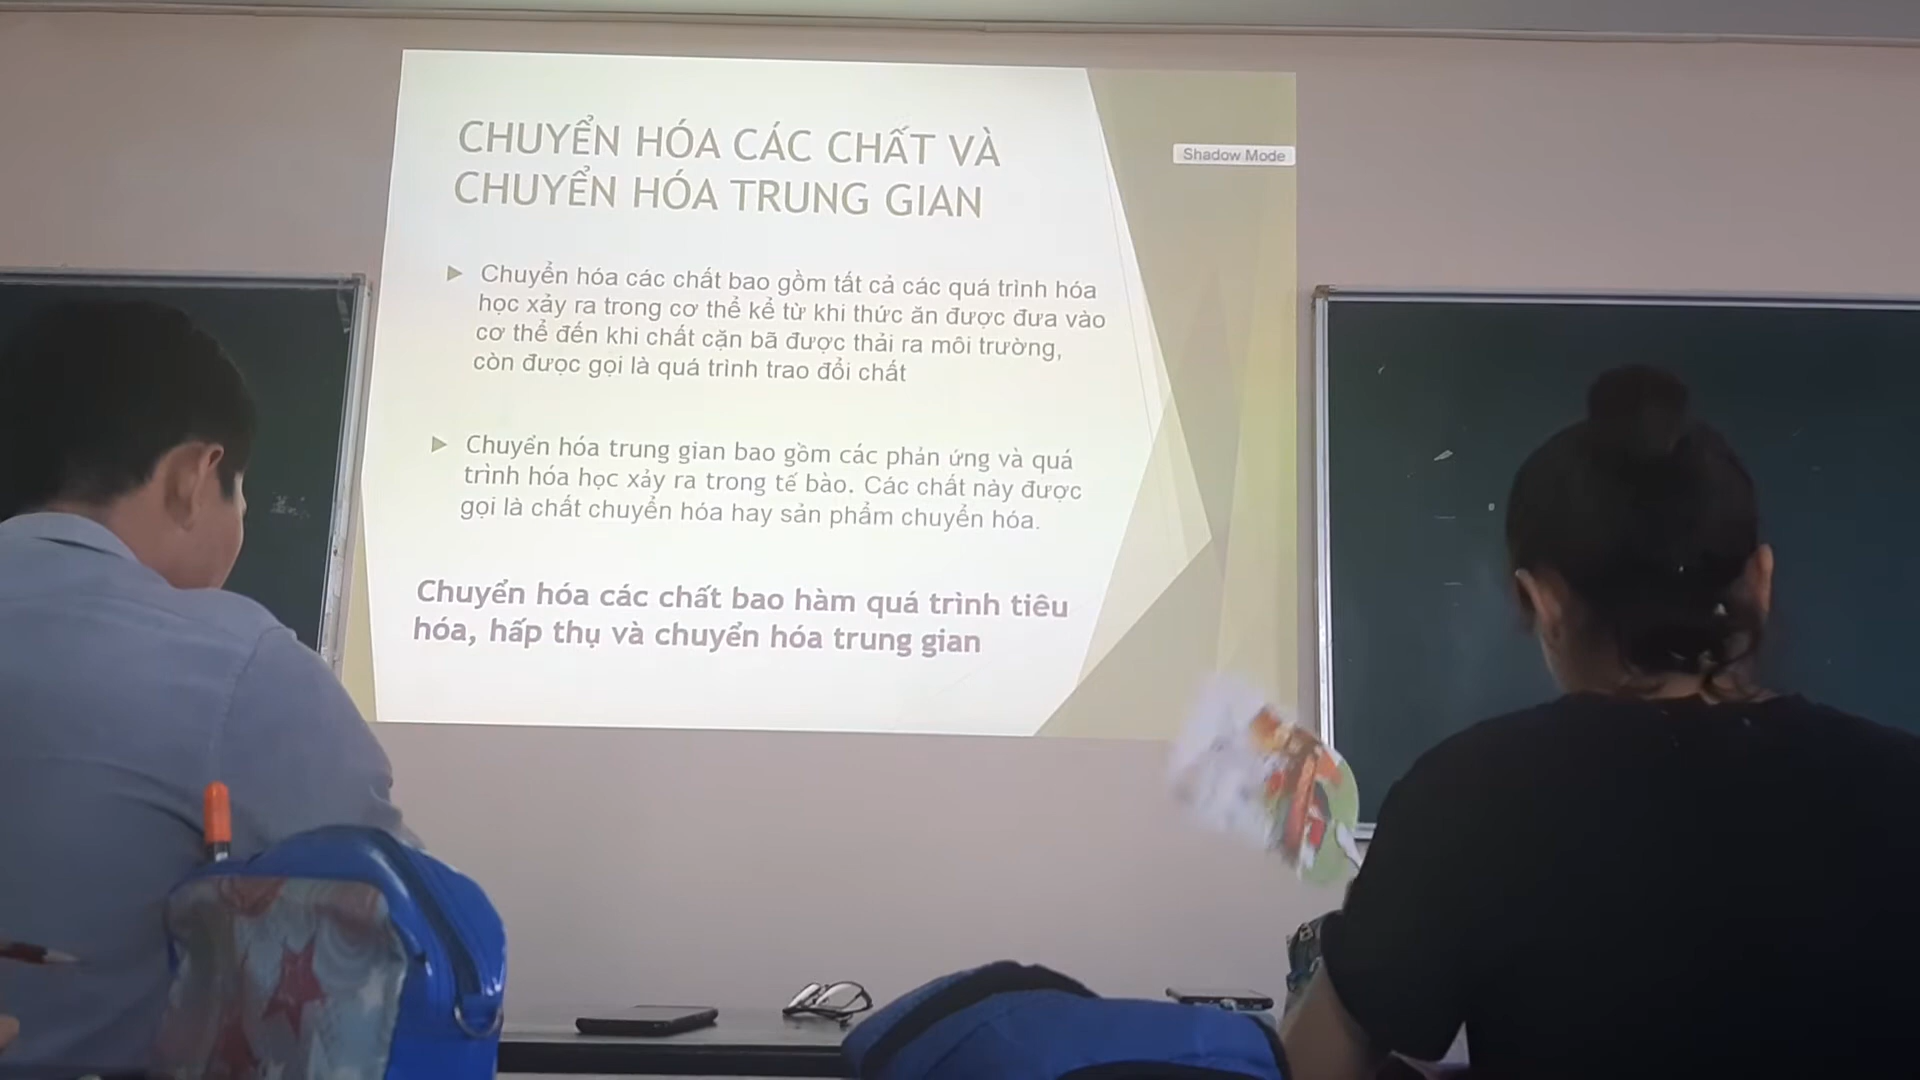 CHUYỂN HÓA CÁC CHẤT VÀ
CHUYỂN HÓA TRUNG GIAN
Shadow Mode
Chuyển hóa các chất bao gồm tất cả các quá trình hóa
học xảy ra trong cơ thể kể từ khi thức ăn được đưa vào
cơ thể đến khi chất cặn bã được thải ra môi trường,
còn được gọi là quá trình trao đổi chất
Chuyển hóa trung gian bao gồm các phản ứng và quá
trình hóa học xảy ra trong tế bào. Các chất này được
gọi là chất chuyển hóa hay sản phẩm chuyển hóa.
Chuyển hóa các chất bao hàm quá trình tiêu
hóa, hấp thụ và chuyển hóa trung gian